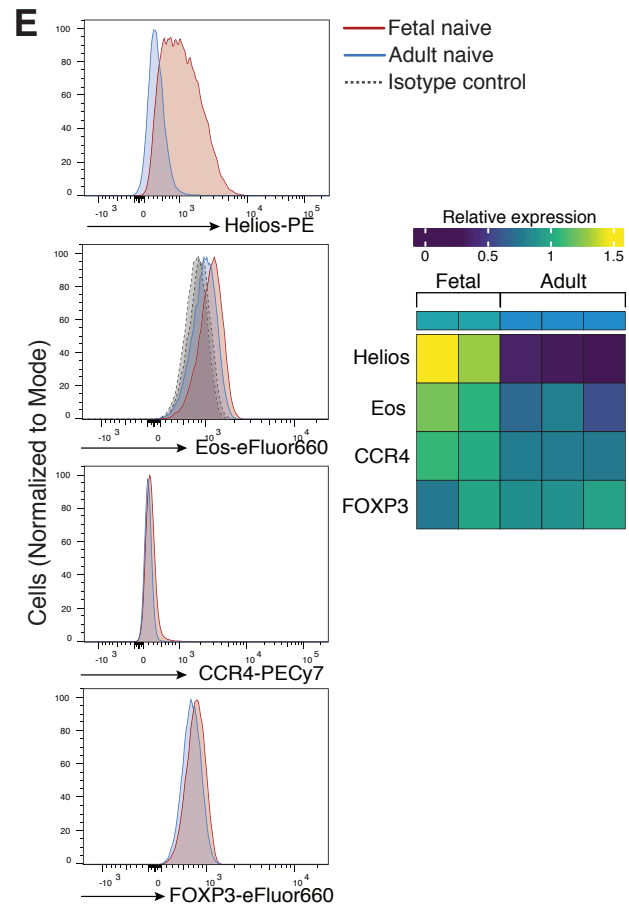 E
Fetal naive
Adult naive
Isotype control
100
80
60
40
20
0
-10 3 0 10 3 10 4 10 5
Helios-PE
100
80
60
40
20
0
-10 3 0 10 3 10 4
Eos-eFluor660
100
80
60
40
20
0
-10 3 0 10 3 10 4 10 5
CCR4-PECy7
100
80
60
40
20
0
-10 3 0 10 3 10 4
FOXP3-eFluor660
Cells (Normalized to Mode)
Relative expression
0 0.5 1 1.5
Fetal Adult
Helios
Eos
CCR4
FOXP3